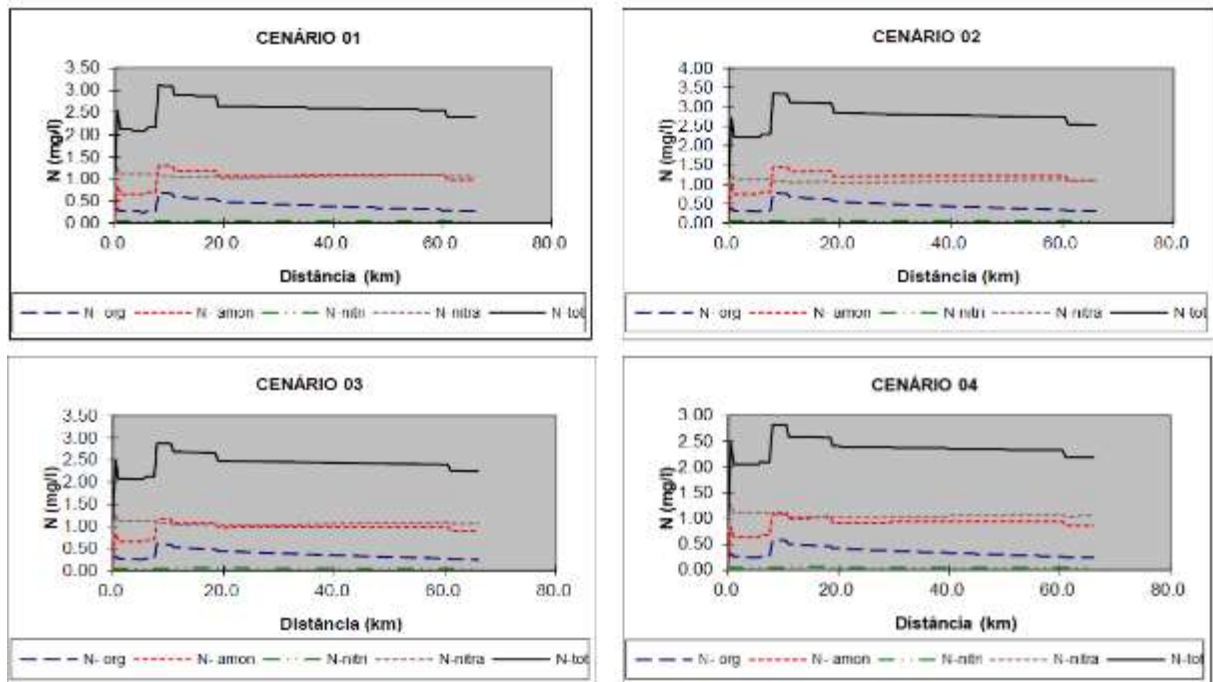 CENÁRIO 01
3.50
3.00
2.50
2.00
1.50
1.00
0.50
0.00
N (mg/l)
0.0 20.0 40.0 60.0 80.0
Distância (km)
N- org N- amon N-nitri N-nitra N-tot
CENÁRIO 02
4.00
3.50
3.00
2.50
2.00
1.50
1.00
0.50
0.00
N (mg/l)
0.0 20.0 40.0 60.0 80.0
Distância (km)
N- org N- amon N-nitri N-nitra N-tot
CENÁRIO 03
3.50
3.00
2.50
2.00
1.50
1.00
0.50
0.00
N (mg/l)
0.0 20.0 40.0 60.0 80.0
Distância (km)
N- org N- amon N-nitri N-nitra N-tot
CENÁRIO 04
3.00
2.50
2.00
1.50
1.00
0.50
0.00
N (mg/l)
0.0 20.0 40.0 60.0 80.0
Distância (km)
N- org N- amon N-nitri N-nitra N-tot